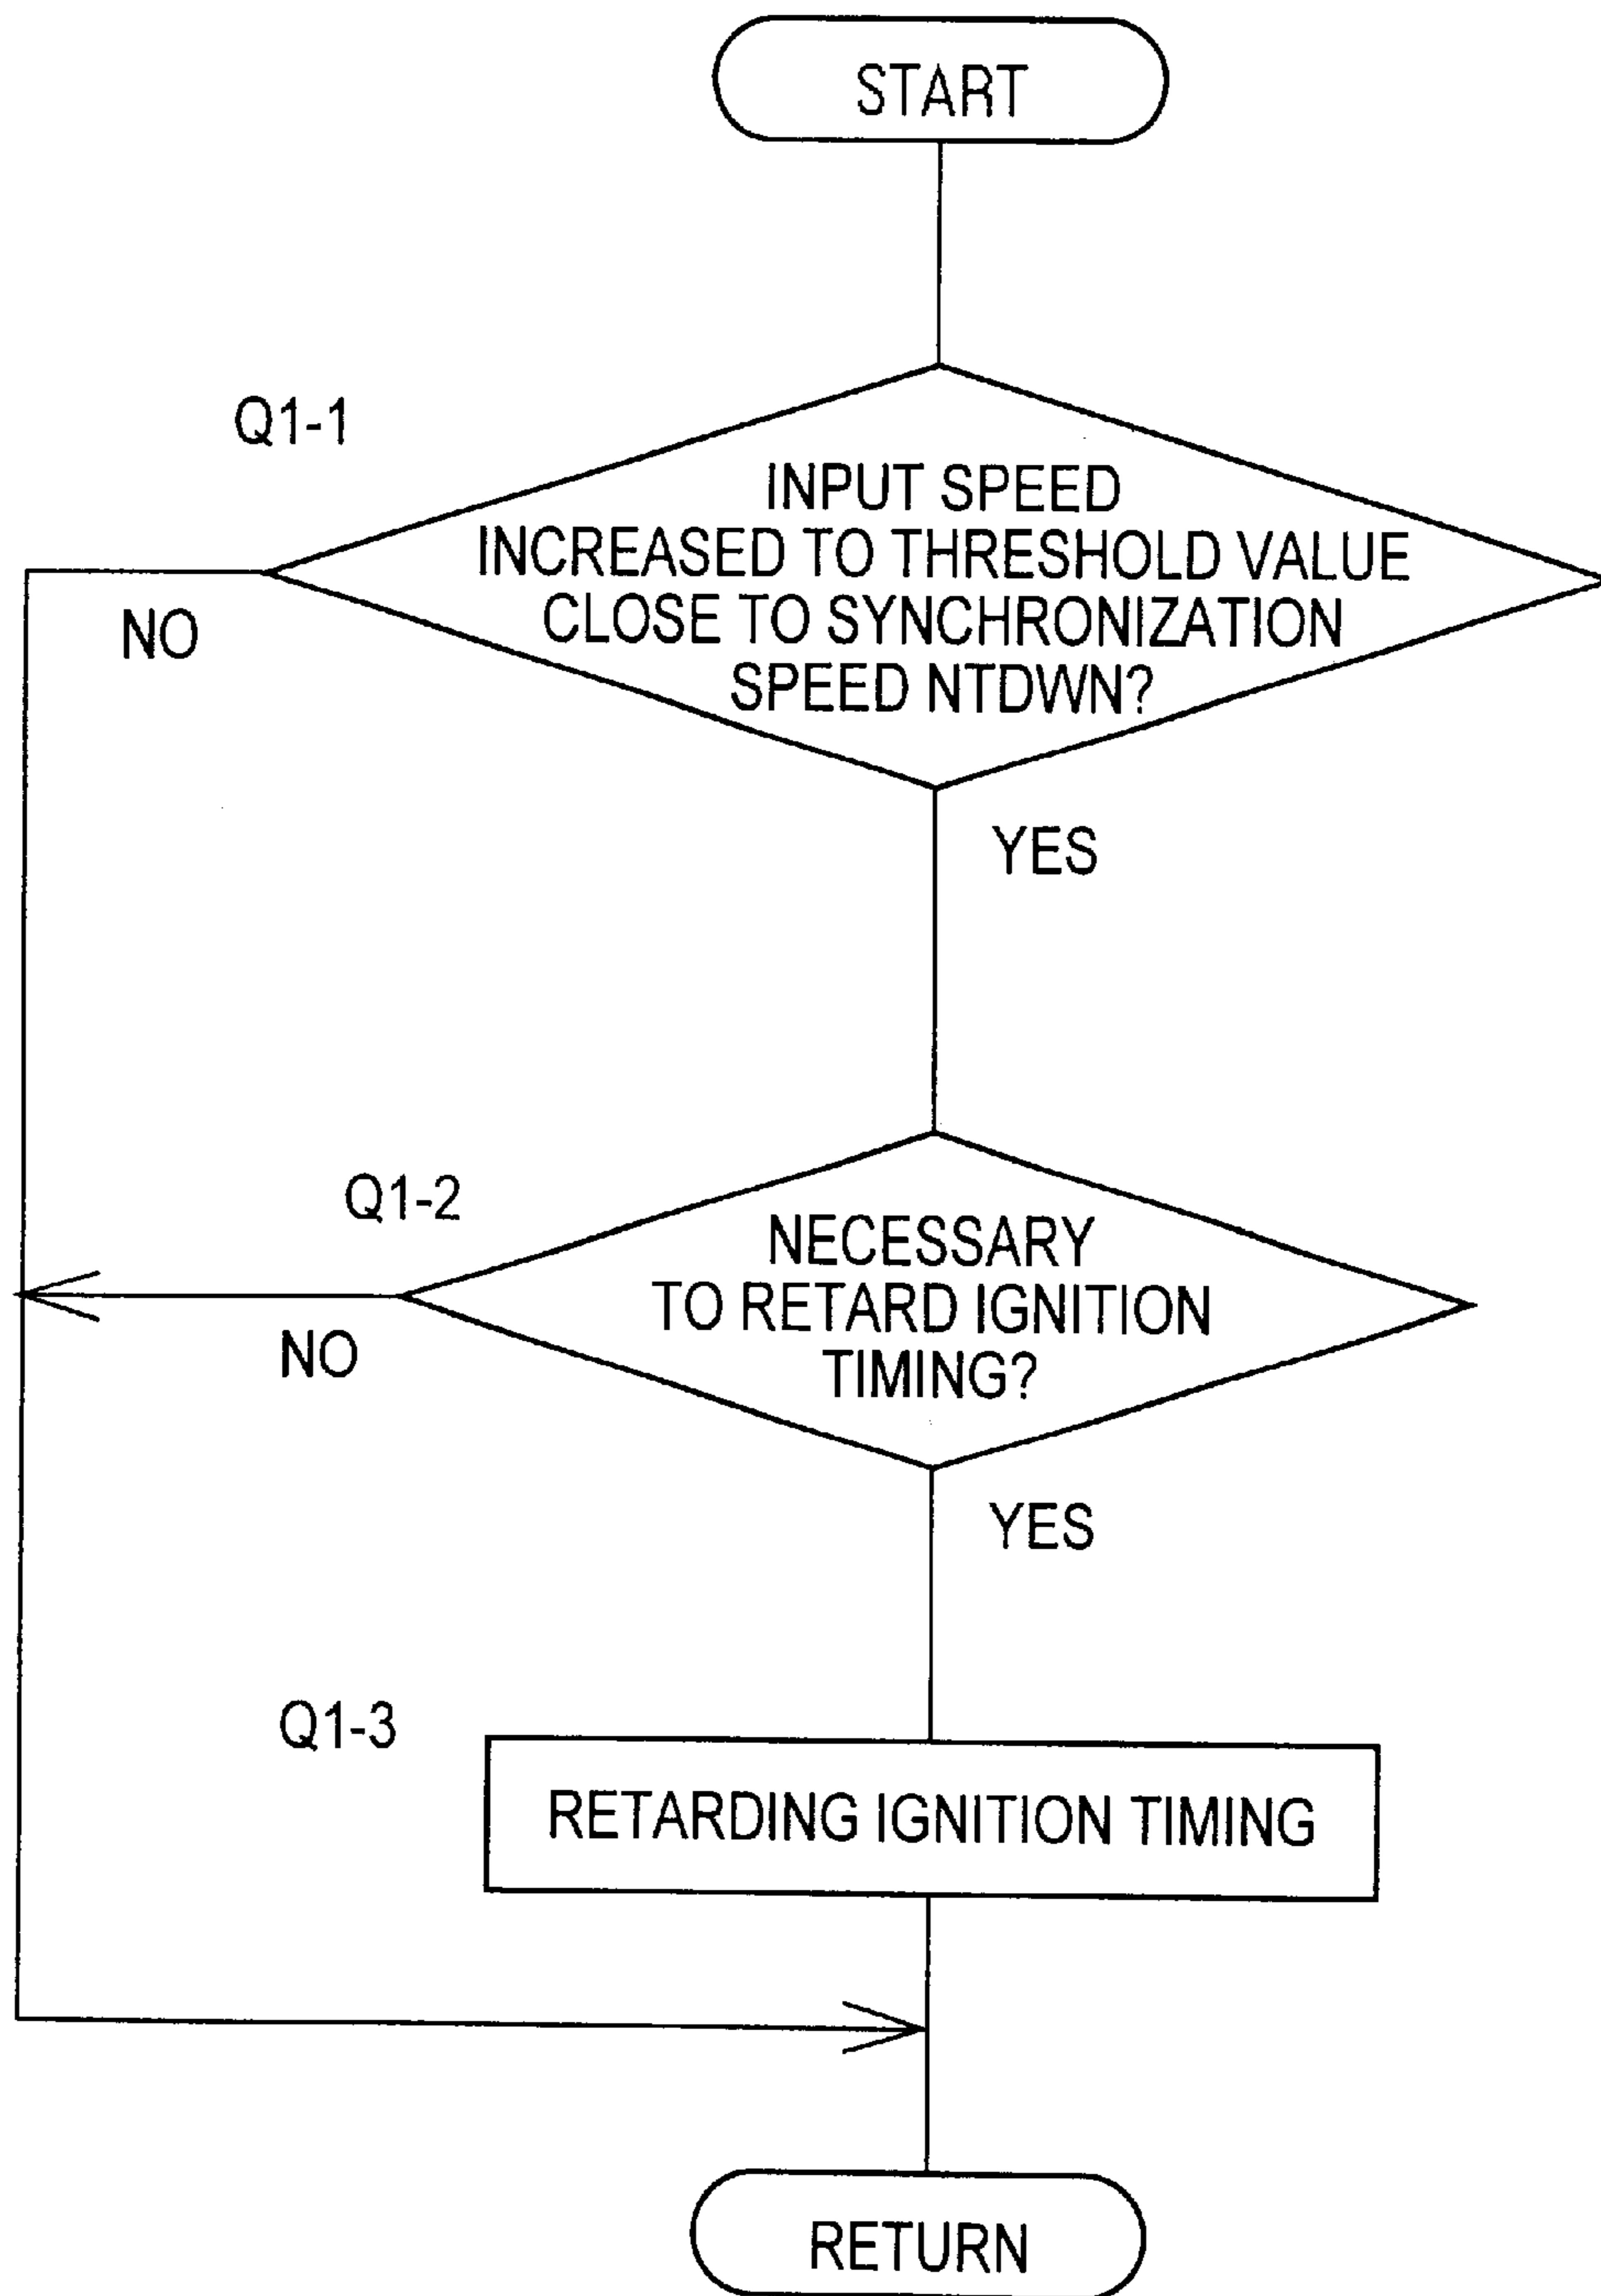 START
Q1-1
INPUT SPEED
INCREASED TO THRESHOLD VALUE
CLOSE TO SYNCHRONIZATION
SPEED NTDWN?
NO
YES
Q1-2
NECESSARY
TO RETARD IGNITION
TIMING?
NO
YES
Q1-3
RETARDING IGNITION TIMING
RETURN